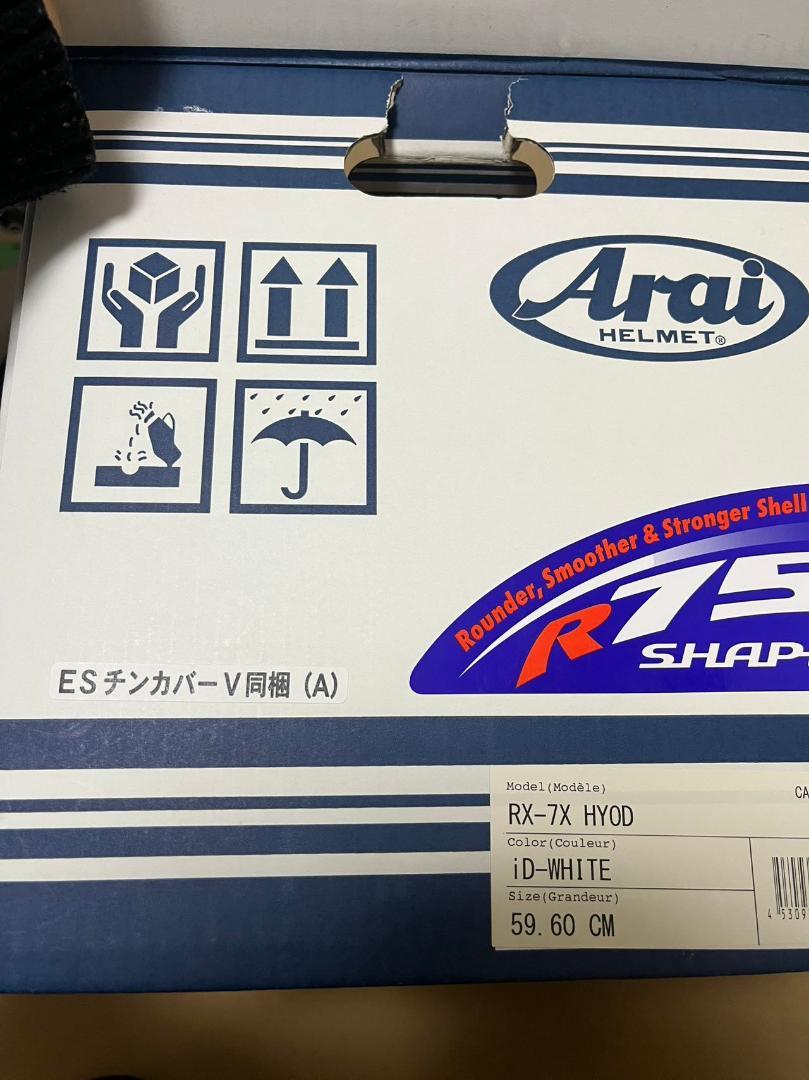 Arai
HELMET®
Rounder, Smoother & Stronger Shell
R75
ESチンカバーV同梱 (A)
Model(Modèle)
RX-7X HYOD
Color(Couleur)
iD-WHITE
Size(Grandeur)
59.60 CM